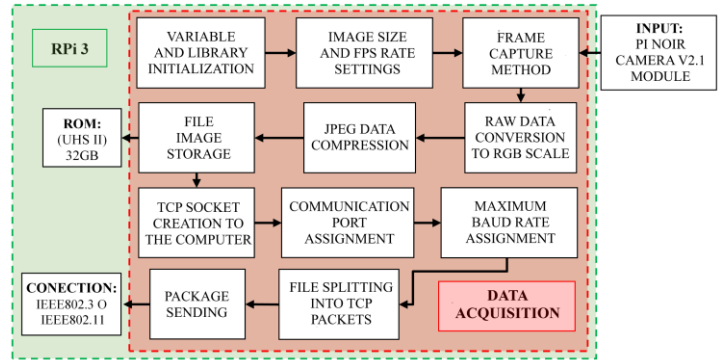 RPi 3
VARIABLE
AND LIBRARY
INITIALIZATION
IMAGE SIZE
AND FPS RATE
SETTINGS
FRAME
CAPTURE
METHOD
INPUT:
PI NOIR
CAMERA V2.1
MODULE
ROM:
(UHS II)
32GB
FILE
IMAGE
STORAGE
JPEG DATA
COMPRESSION
RAW DATA
CONVERSION
TO RGB SCALE
TCP SOCKET
CREATION TO
THE COMPUTER
COMMUNICATION
PORT
ASSIGNMENT
MAXIMUM
BAUD RATE
ASSIGNMENT
CONECTION:
IEEE802.3 O
IEEE802.11
PACKAGE
SENDING
FILE SPLITTING
INTO TCP
PACKETS
DATA
ACQUISITION